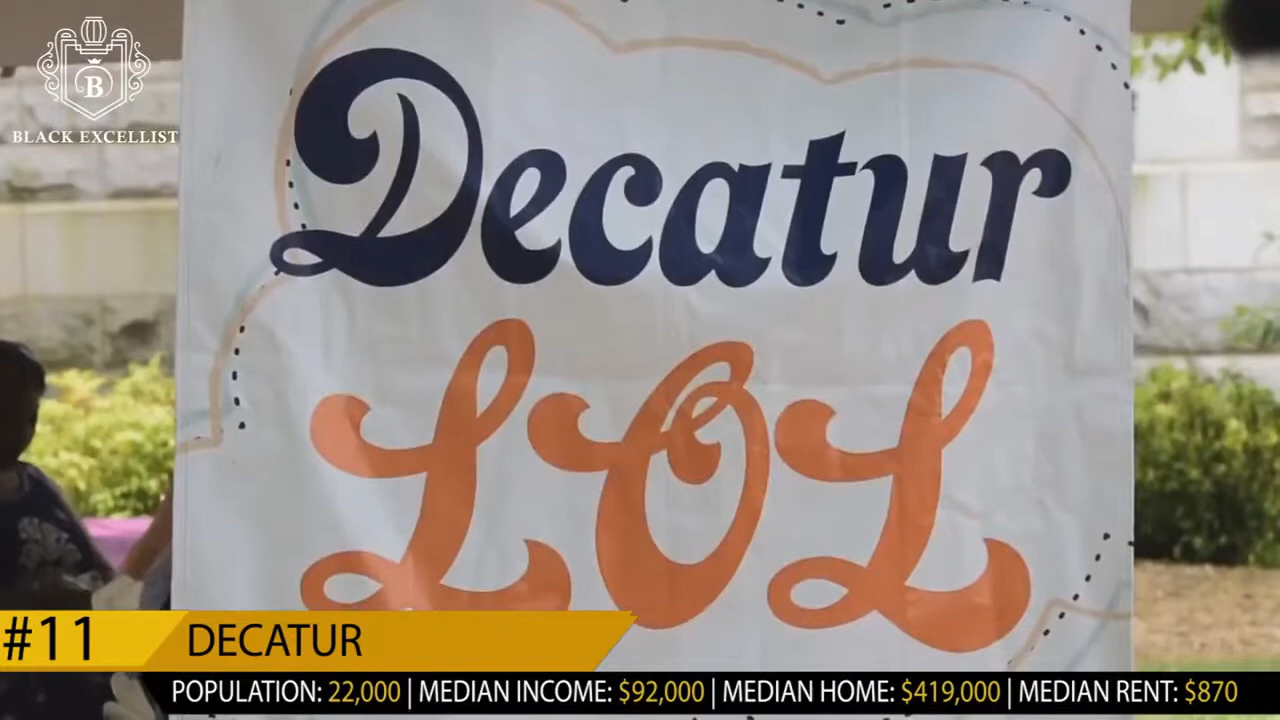 B
BLACK EXCELLIST
Decatur
LOL
#11 DECATUR
POPULATION: 22,000 | MEDIAN INCOME: $92,000 | MEDIAN HOME: $419,000 | MEDIAN RENT: $870